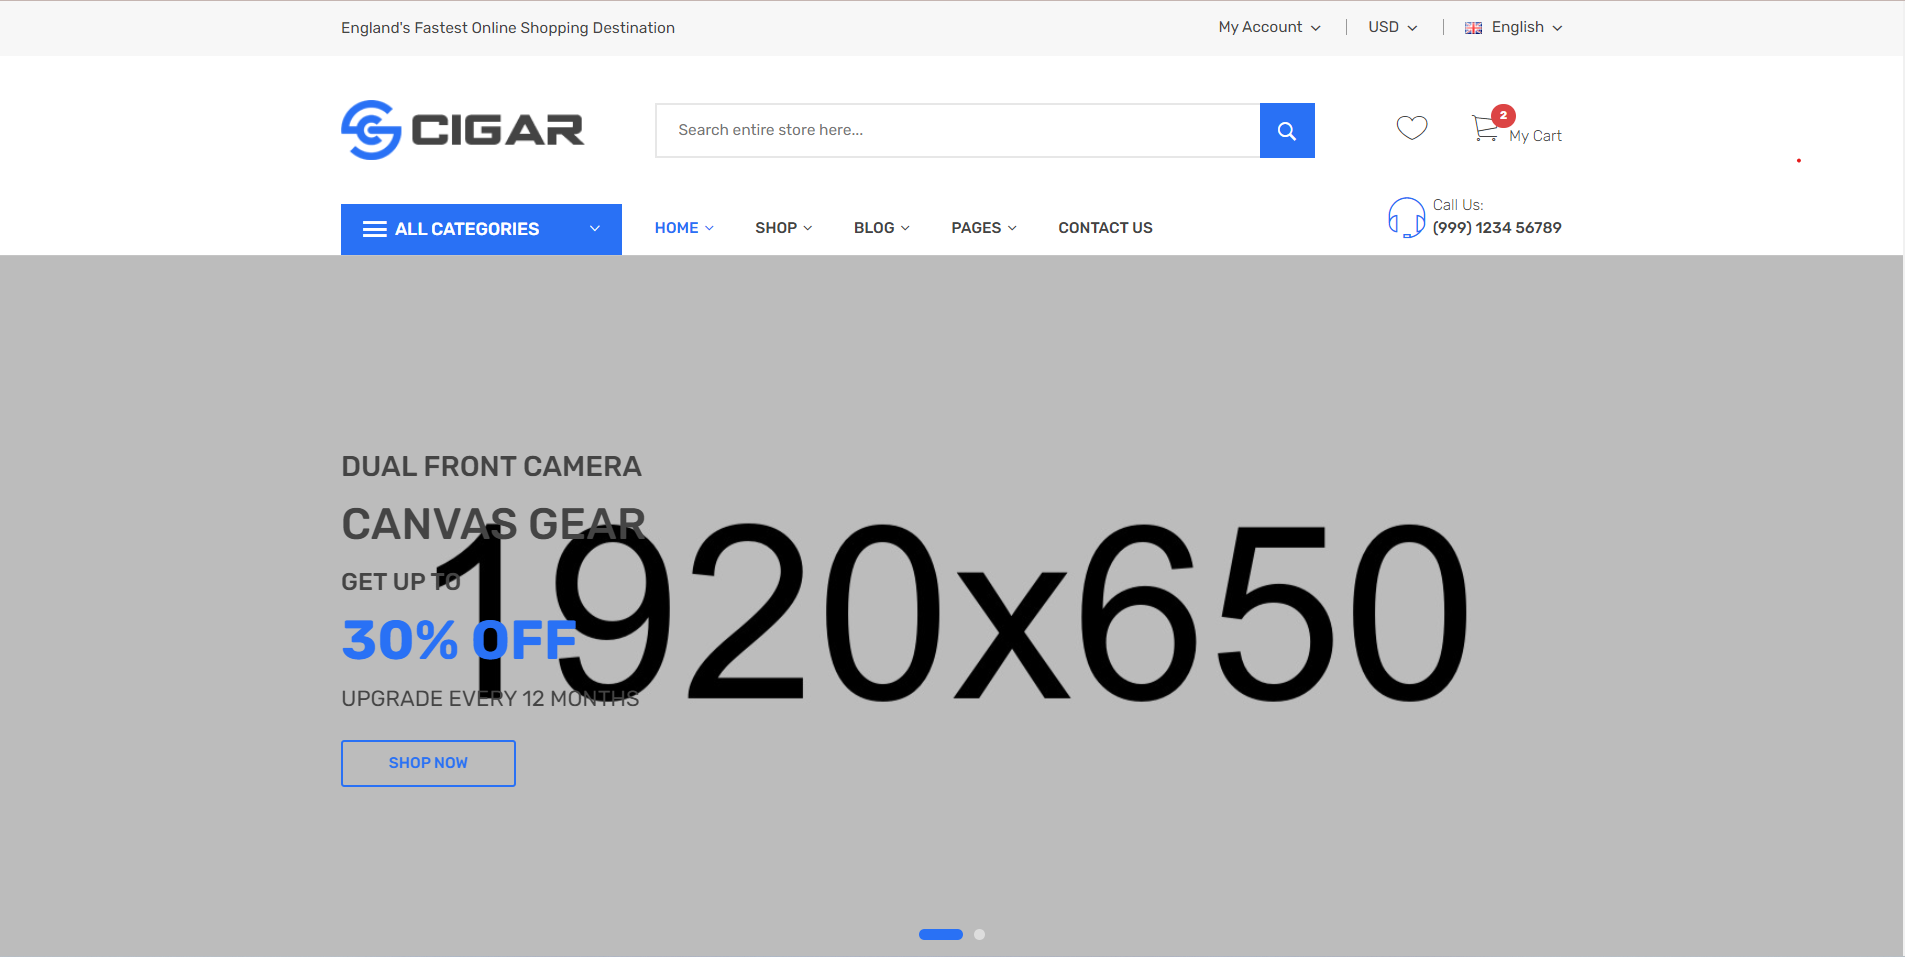 England's Fastest Online Shopping Destination
My Account
USD
English
CIGAR
Search entire store here...
2
My Cart
ALL CATEGORIES
HOME
SHOP
BLOG
PAGES
CONTACT US
Call Us:
(999) 1234 56789
DUAL FRONT CAMERA
CANVAS GEAR
GET UP TO
30% OFF
UPGRADE EVERY 12 MONTHS
SHOP NOW
1920x650